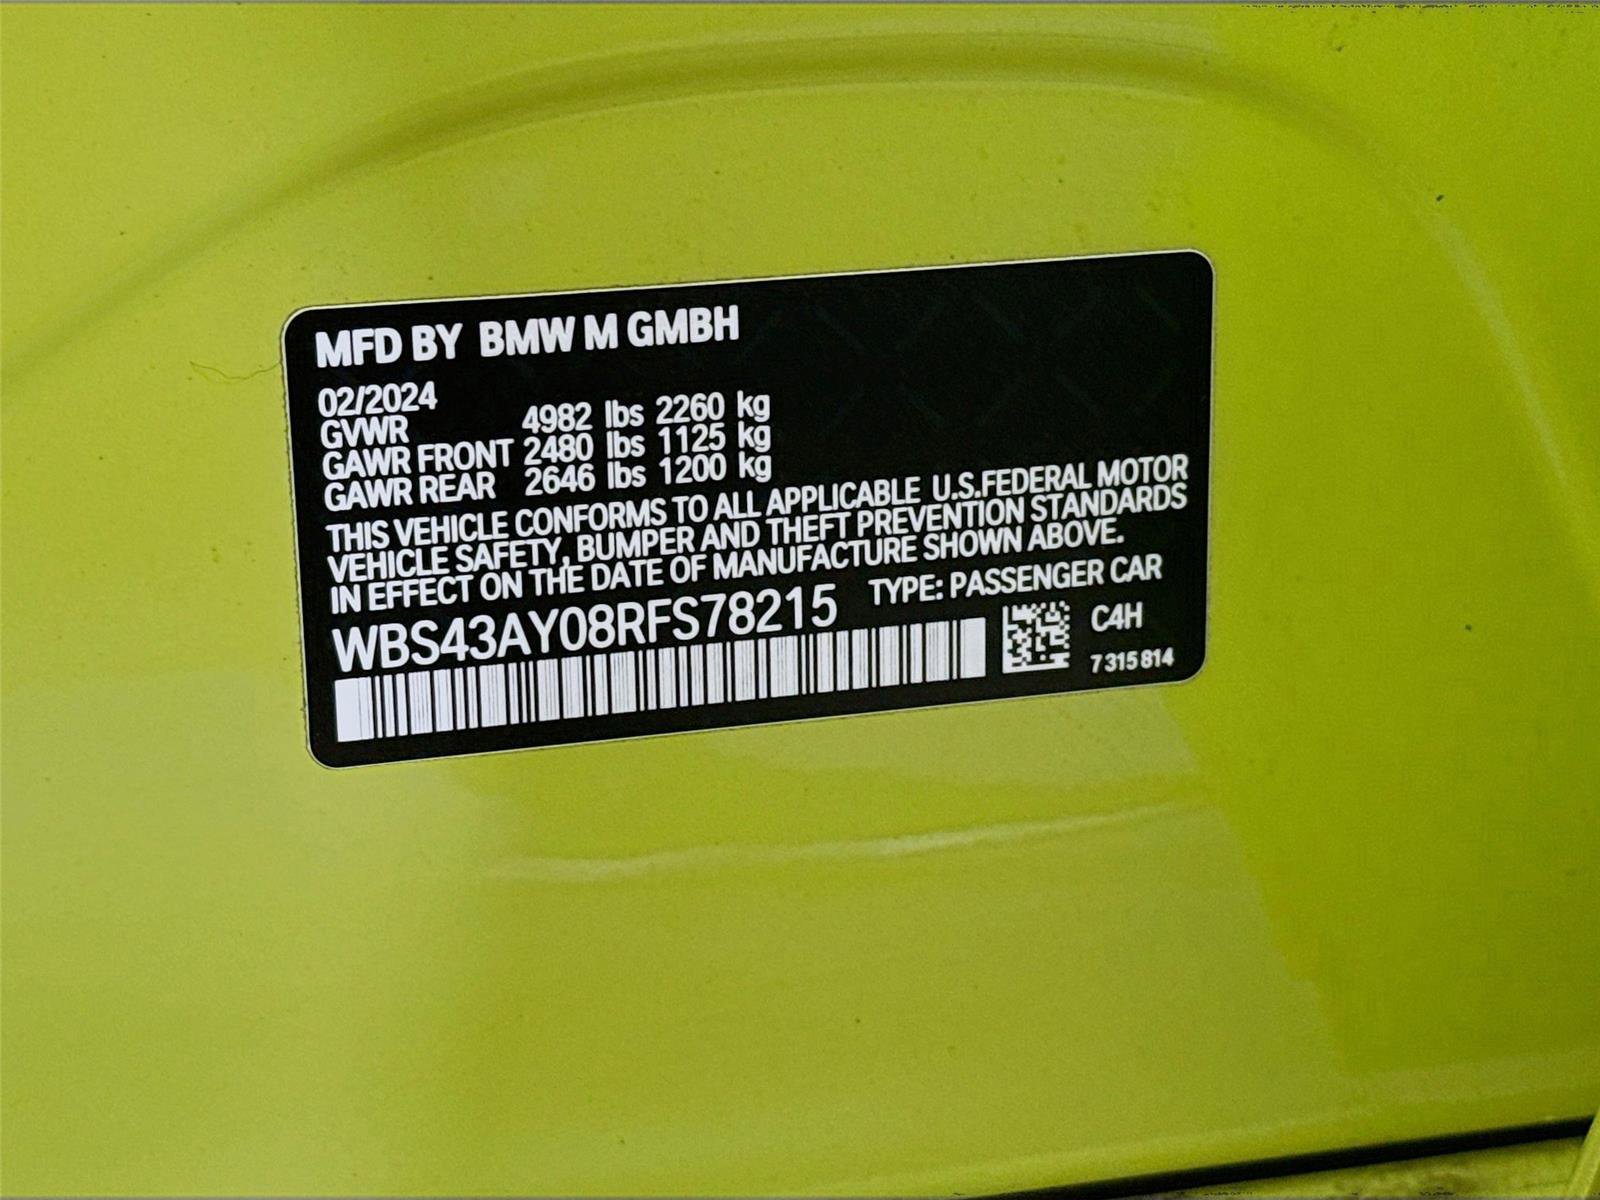 MFD BY BMW M GMBH
02/2024
GVWR 4982 lbs 2260 kg
GAWR FRONT 2480 lbs 1125 kg
GAWR REAR 2646 lbs 1200 kg
THIS VEHICLE CONFORMS TO ALL APPLICABLE U.S.FEDERAL MOTOR
VEHICLE SAFETY, BUMPER AND THEFT PREVENTION STANDARDS
IN EFFECT ON THE DATE OF MANUFACTURE SHOWN ABOVE.
WBS43AY08RFS78215 TYPE: PASSENGER CAR
C4H
7 315 814